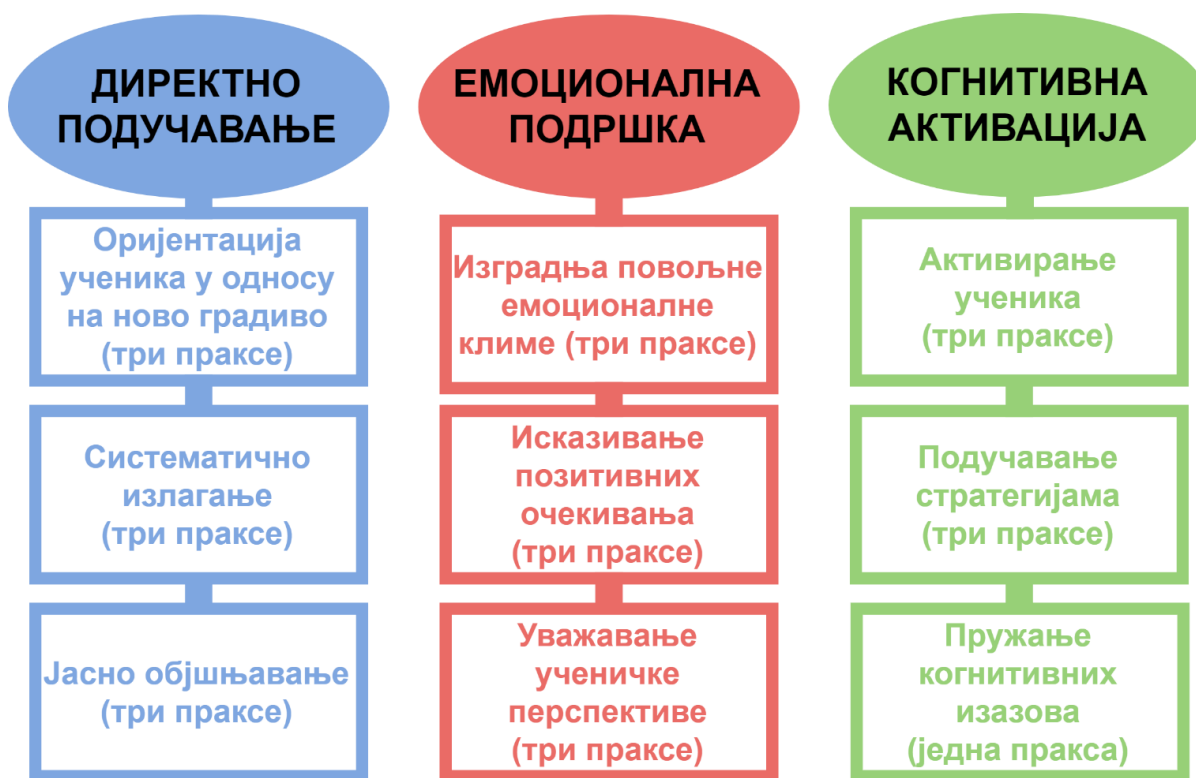 ДИРЕКТНО
ПОДУЧАВАЊЕ
Оријентација
ученика у односу
на ново градиво
(три праксе)
Систематично
излагање
(три праксе)
Јасно објшњавање
(три праксе)
ЕМОЦИОНАЛНА
ПОДРШКА
Изградња повољне
емоционалне
климе (три праксе)
Исказивање
позитивних
очекивања
(три праксе)
Уважавање
ученичке
перспективе
(три праксе)
КОГНИТИВНА
АКТИВАЦИЈА
Активирање
ученика
(три праксе)
Подучавање
стратегијама
(три праксе)
Пружање
когнитивних
изазова
(једна пракса)